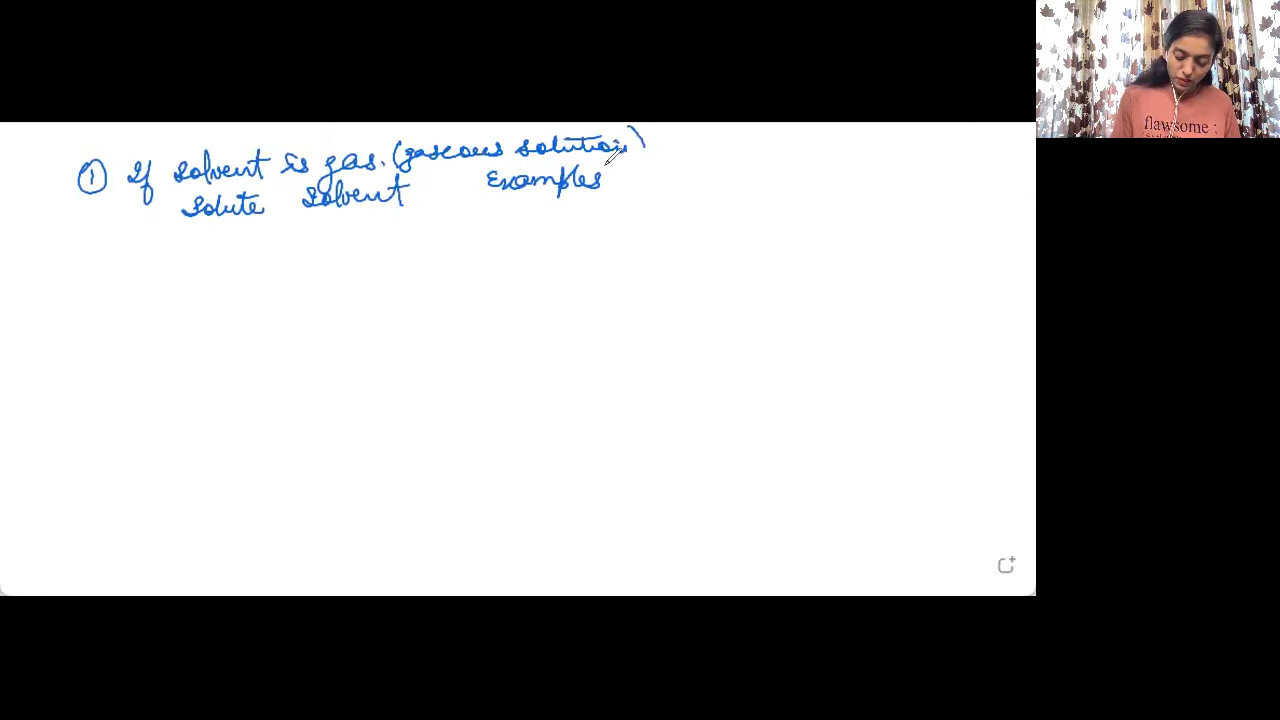 ① If solvent is gas. (gaseous solution)
Solute Solvent Examples
flawsome :